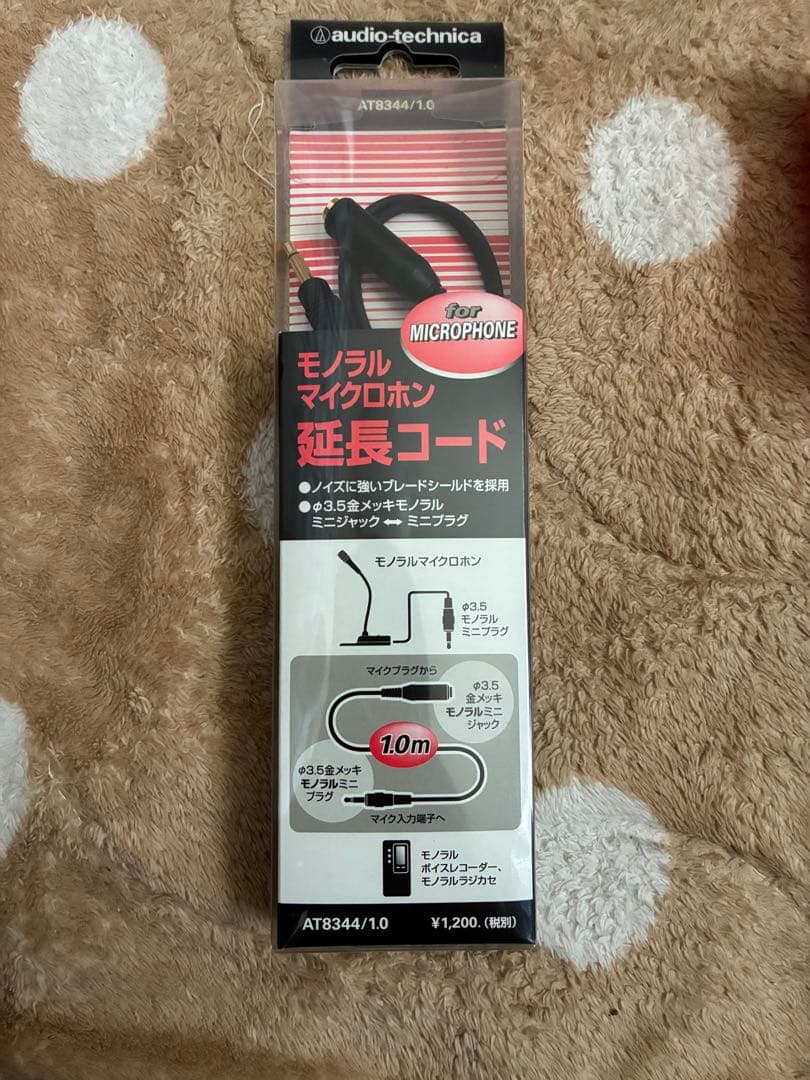 audio-technica
AT8344/1.0
for
MICROPHONE
モノラル
マイクロホン
延長コード
●ノイズに強いブレードシールドを採用
●φ3.5金メッキモノラル
ミニジャック ⬌ ミニプラグ
モノラルマイクロホン
φ3.5
モノラル
ミニプラグ
マイクプラグから
φ3.5
金メッキ
モノラルミニ
ジャック
1.0m
φ3.5金メッキ
モノラルミニ
プラグ
マイク入力端子へ
モノラル
ボイスレコーダー、
モノラルラジカセ
AT8344/1.0 ¥1,200.(税別)